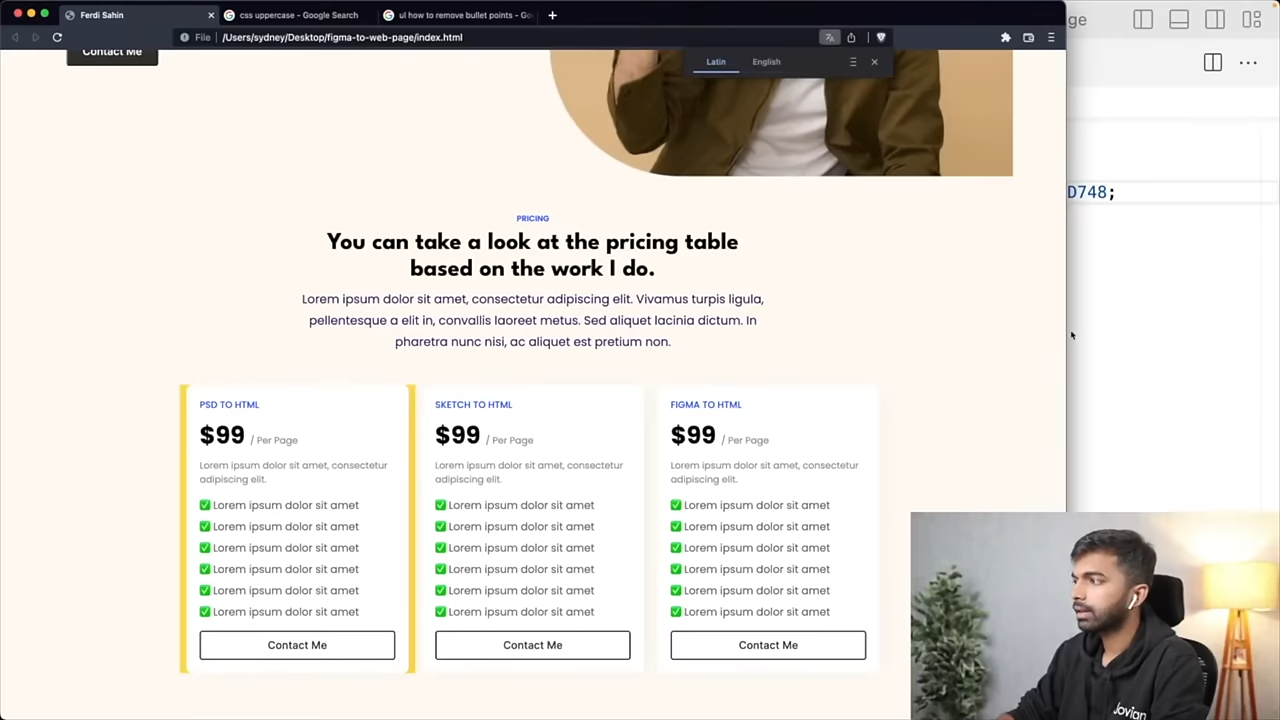 Ferdi Sahin
css uppercase - Google Search
ul how to remove bullet points - Go
File
/Users/sydney/Desktop/figma-to-web-page/index.html
ge
Contact Me
Latin
English
D748;
PRICING
You can take a look at the pricing table
based on the work I do.
Lorem ipsum dolor sit amet, consectetur adipiscing elit. Vivamus turpis ligula,
pellentesque a elit in, convallis laoreet metus. Sed aliquet lacinia dictum. In
pharetra nunc nisi, ac aliquet est pretium non.
PSD TO HTML
$99 / Per Page
Lorem ipsum dolor sit amet, consectetur
adipiscing elit.
Lorem ipsum dolor sit amet
Lorem ipsum dolor sit amet
Lorem ipsum dolor sit amet
Lorem ipsum dolor sit amet
Lorem ipsum dolor sit amet
Lorem ipsum dolor sit amet
Contact Me
SKETCH TO HTML
$99 / Per Page
Lorem ipsum dolor sit amet, consectetur
adipiscing elit.
Lorem ipsum dolor sit amet
Lorem ipsum dolor sit amet
Lorem ipsum dolor sit amet
Lorem ipsum dolor sit amet
Lorem ipsum dolor sit amet
Lorem ipsum dolor sit amet
Contact Me
FIGMA TO HTML
$99 / Per Page
Lorem ipsum dolor sit amet, consectetur
adipiscing elit.
Lorem ipsum dolor sit amet
Lorem ipsum dolor sit amet
Lorem ipsum dolor sit amet
Lorem ipsum dolor sit amet
Lorem ipsum dolor sit amet
Lorem ipsum dolor sit amet
Contact Me
Jovian